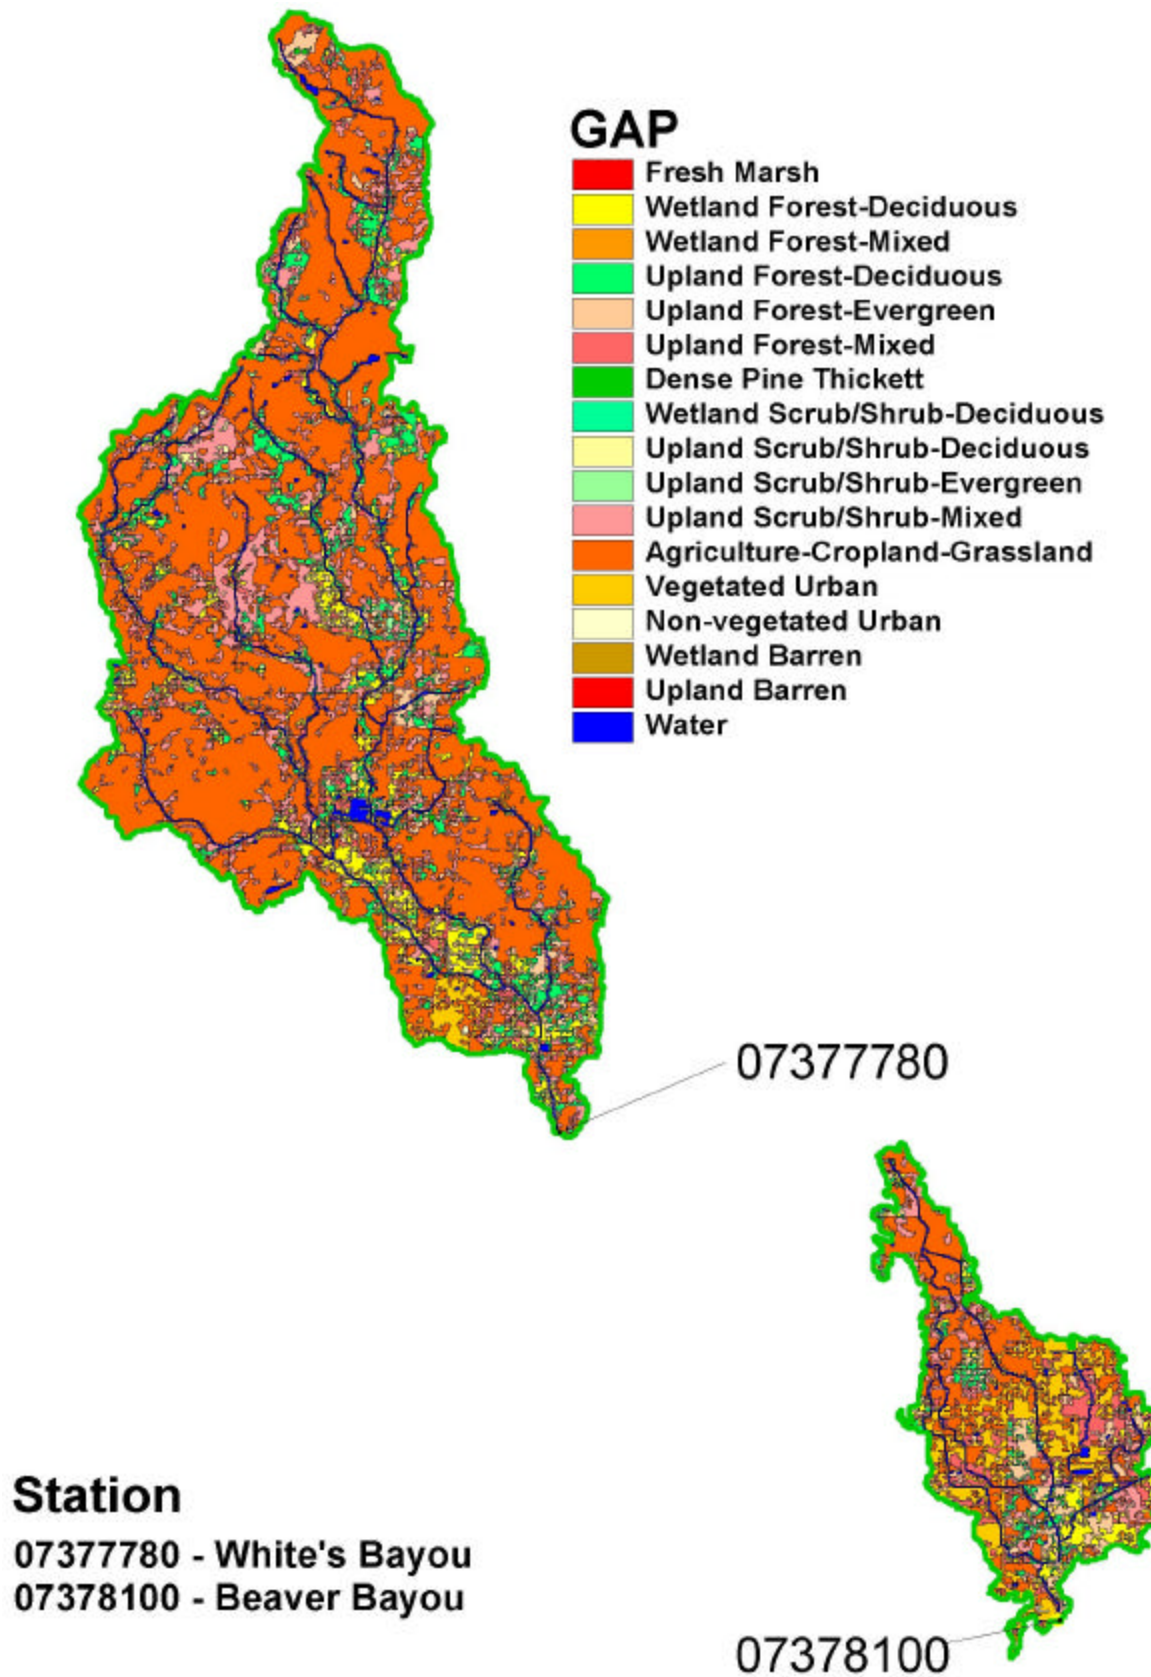 GAP
Fresh Marsh
Wetland Forest-Deciduous
Wetland Forest-Mixed
Upland Forest-Deciduous
Upland Forest-Evergreen
Upland Forest-Mixed
Dense Pine Thickett
Wetland Scrub/Shrub-Deciduous
Upland Scrub/Shrub-Deciduous
Upland Scrub/Shrub-Evergreen
Upland Scrub/Shrub-Mixed
Agriculture-Cropland-Grassland
Vegetated Urban
Non-vegetated Urban
Wetland Barren
Upland Barren
Water
07377780
Station
07377780 - White's Bayou
07378100 - Beaver Bayou
07378100